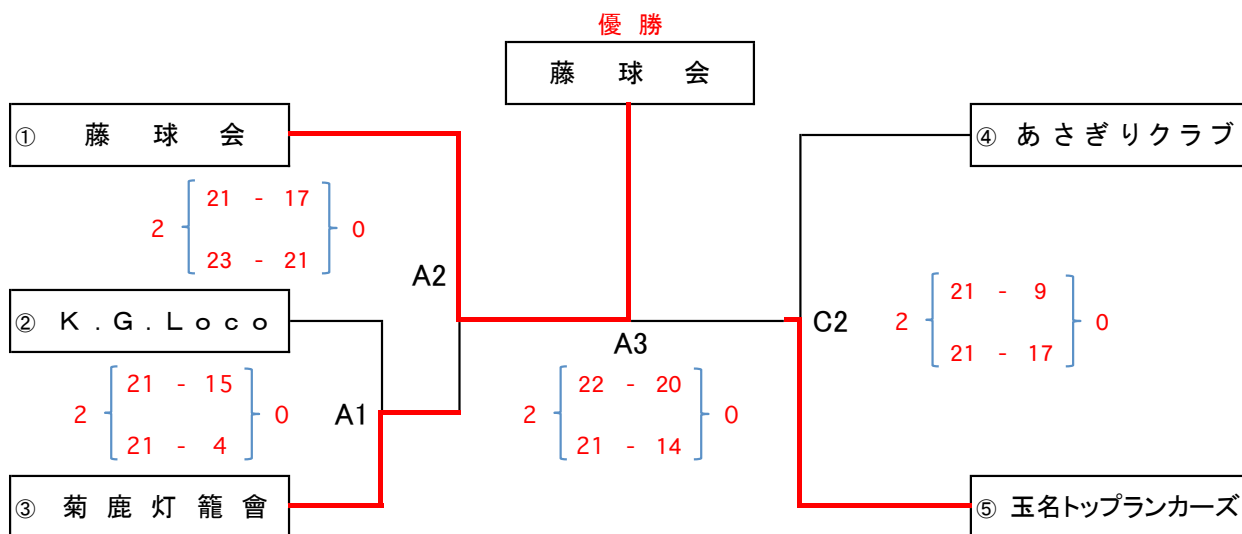 優 勝
藤 球 会
① 藤 球 会
④ あさぎりクラブ
21 - 17
2 0
23 - 21
A2
② Ｋ．Ｇ．Ｌｏｃｏ
C2
21 - 9
2 0
21 - 17
A3
21 - 15
2 0
21 - 4
A1
22 - 20
2 0
21 - 14
③ 菊 鹿 灯 籠 會
⑤ 玉名トップランカーズ